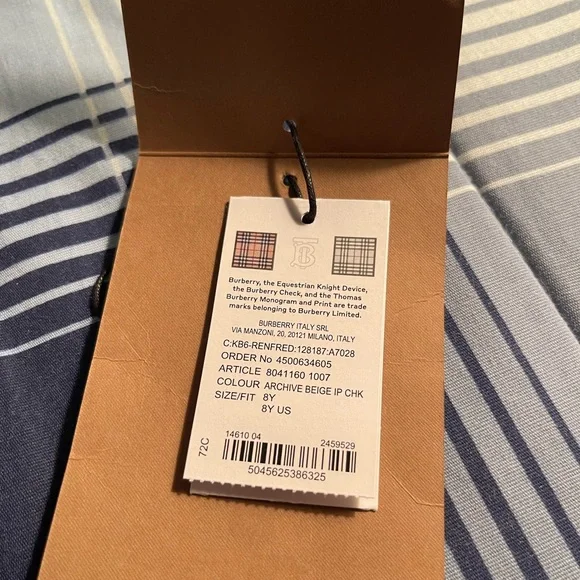 Burberry, the Equestrian Knight Device,
the Burberry Check, and the Thomas
Burberry Monogram and Print are trade
marks belonging to Burberry Limited.
BURBERRY ITALY SRL
VIA MANZONI, 20, 20121 MILANO, ITALY
C:KB6-RENFRED:128187:A7028
ORDER No 4500634605
ARTICLE 8041160 1007
COLOUR ARCHIVE BEIGE IP CHK
SIZE/FIT 8Y
8Y US
72C
14610 04 2459529
5045625386325